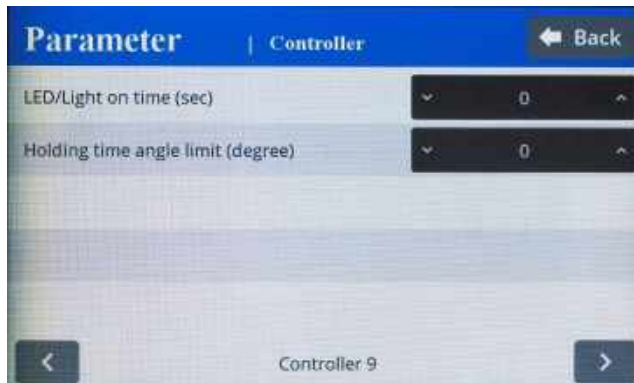 Parameter | Controller Back
LED/Light on time (sec) 0
Holding time angle limit (degree) 0
Controller 9